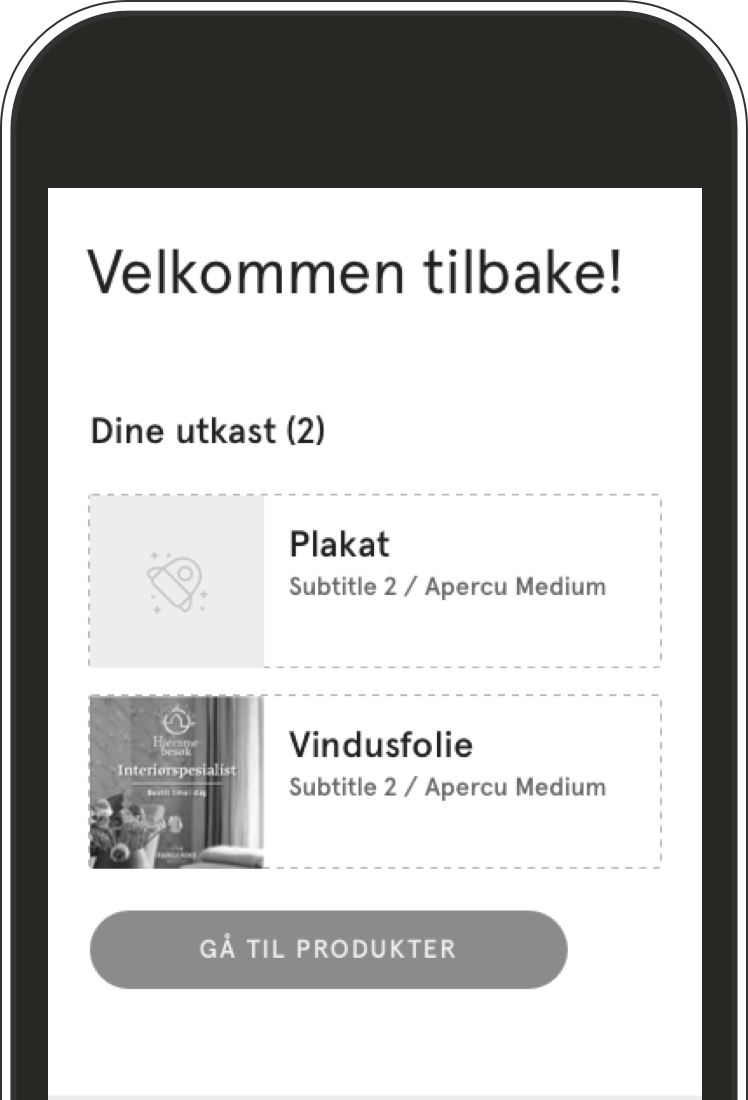 Velkommen tilbake!
Dine utkast (2)
Plakat
Subtitle 2 / Apercu Medium
Hjemme
besøk
Interiørspesialist
Bestill time i dag
Vindusfolie
Subtitle 2 / Apercu Medium
GÅ TIL PRODUKTER